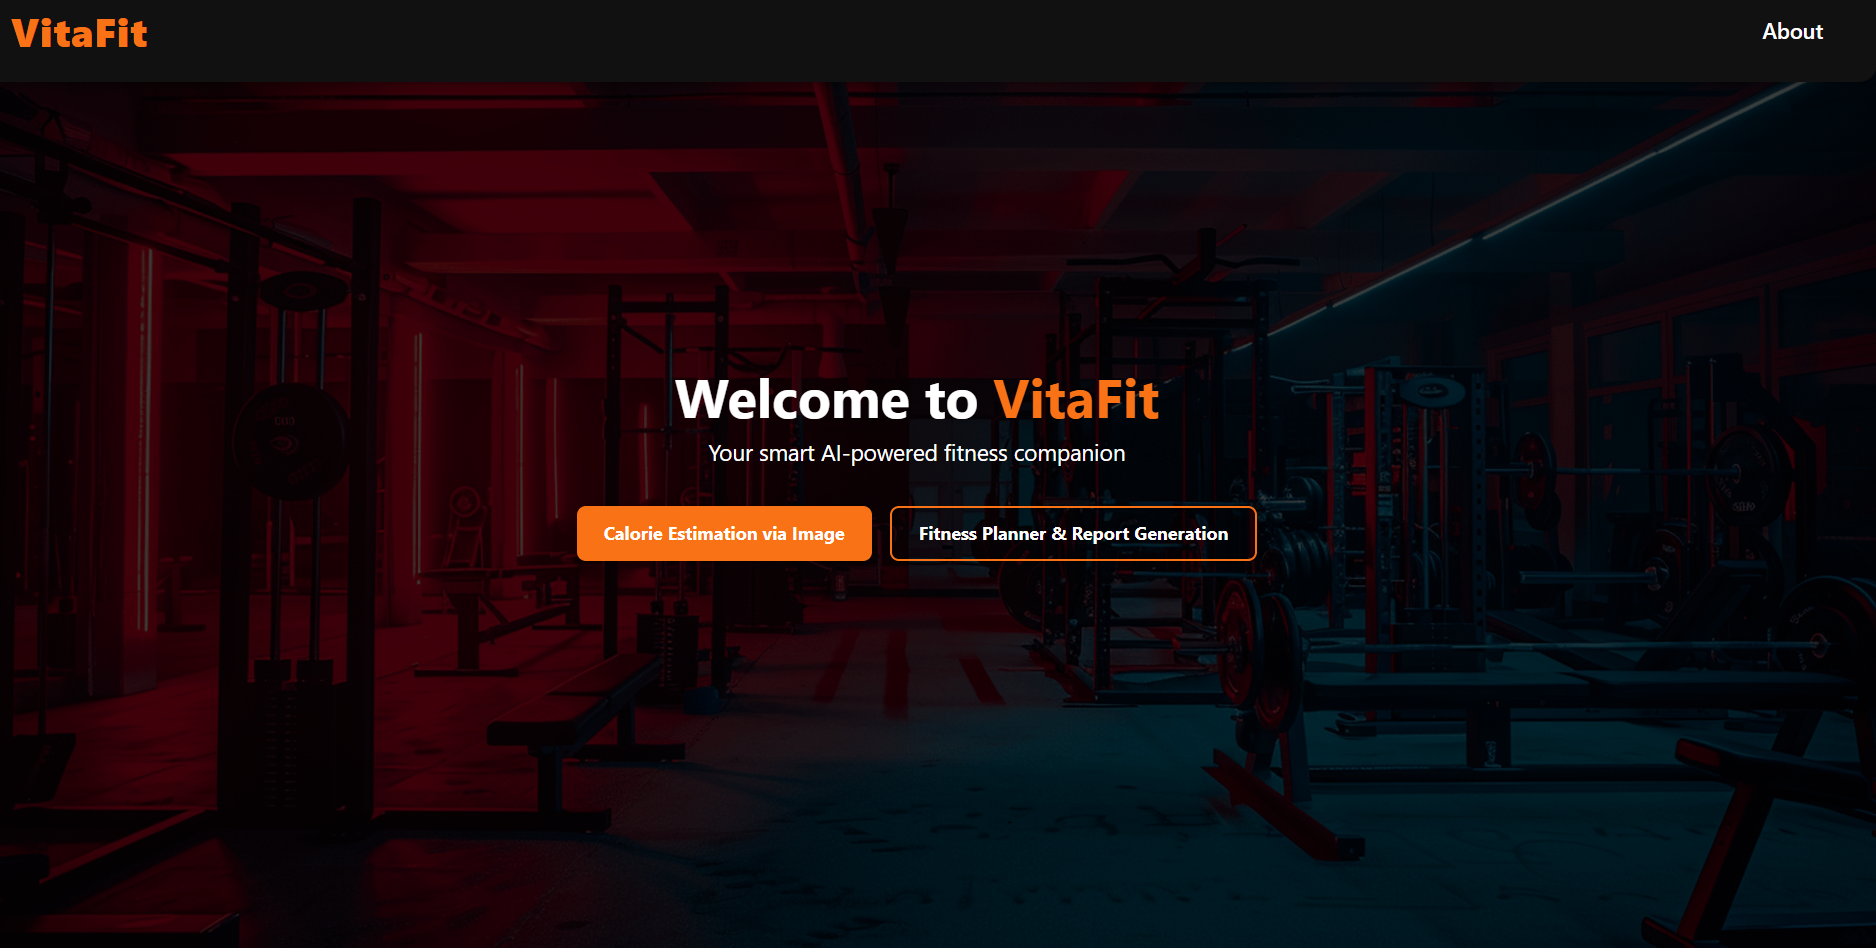 VitaFit
About
Welcome to VitaFit
Your smart AI-powered fitness companion
Calorie Estimation via Image
Fitness Planner & Report Generation